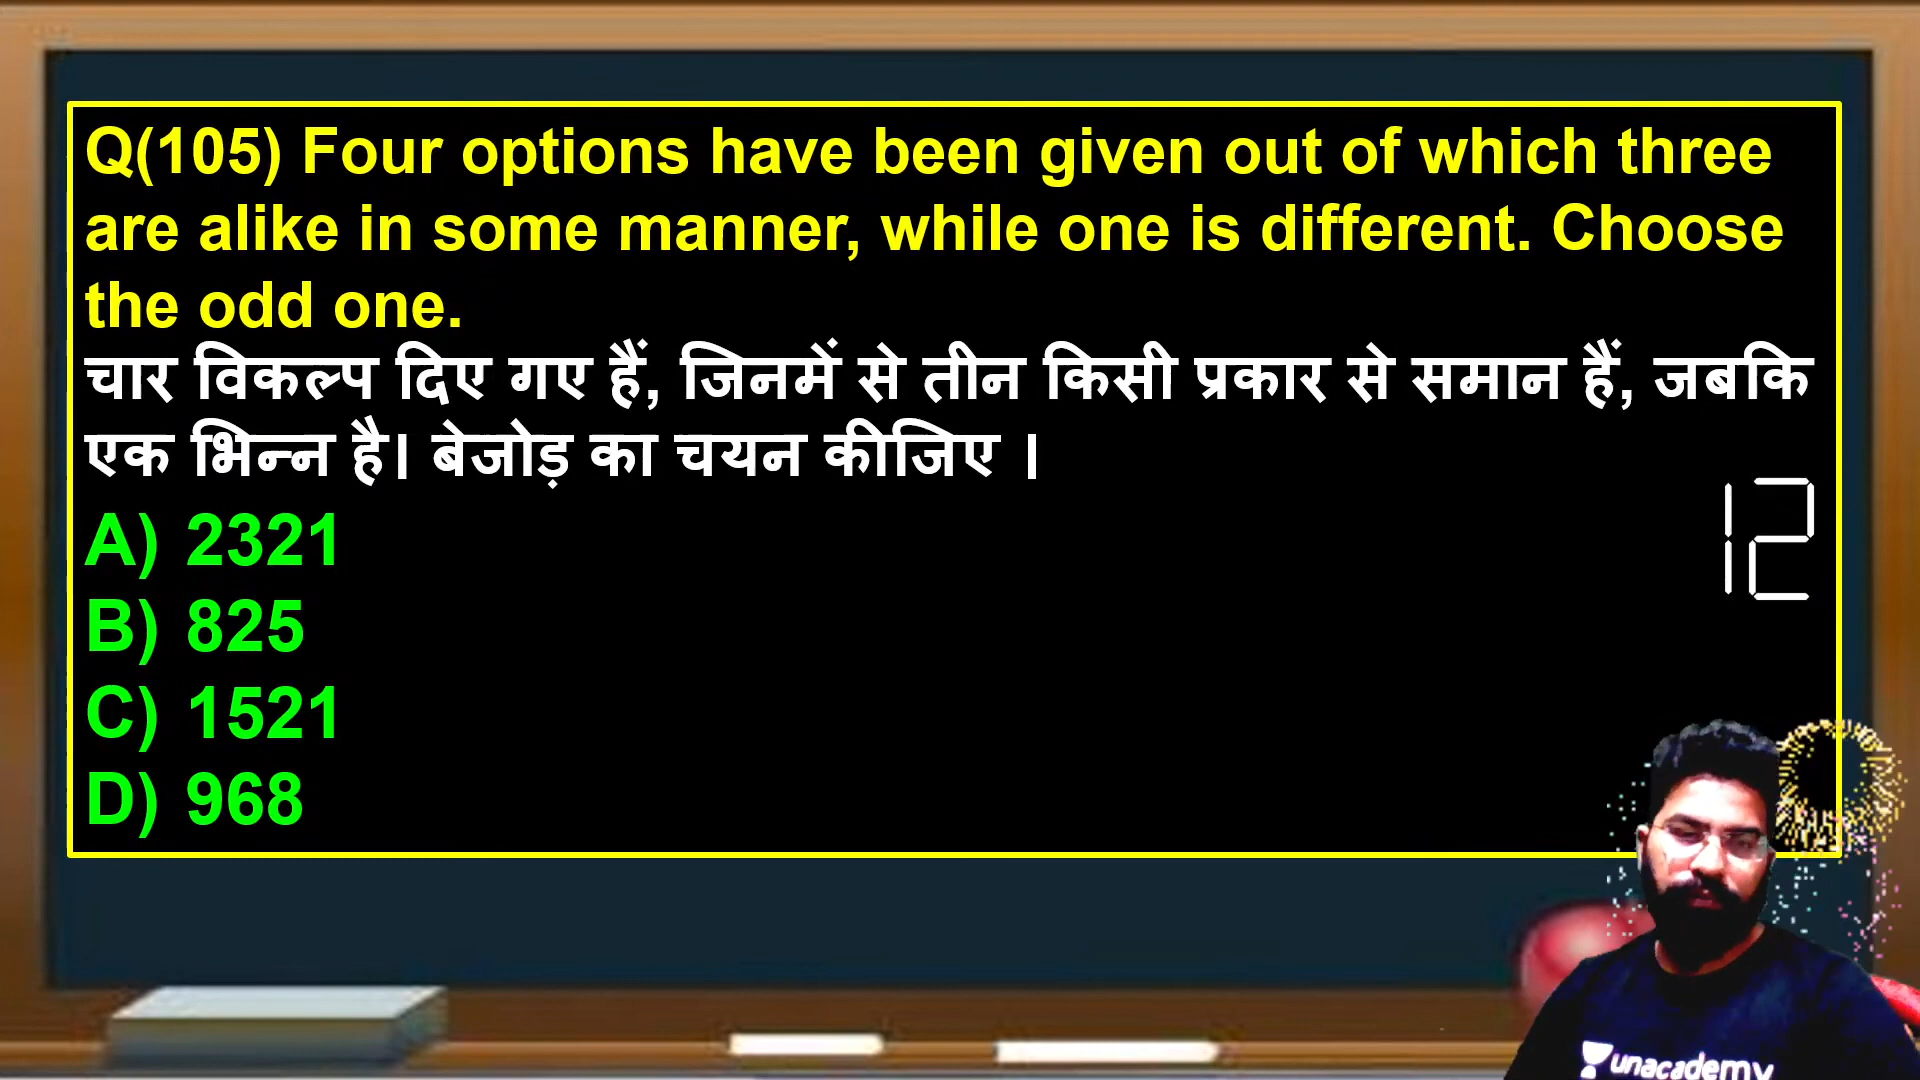 Q(105) Four options have been given out of which three
are alike in some manner, while one is different. Choose
the odd one.
चार विकल्प दिए गए हैं, जिनमें से तीन किसी प्रकार से समान हैं, जबकि
एक भिन्न है। बेजोड़ का चयन कीजिए ।
A) 2321
12
B) 825
C) 1521
D) 968
unacademy